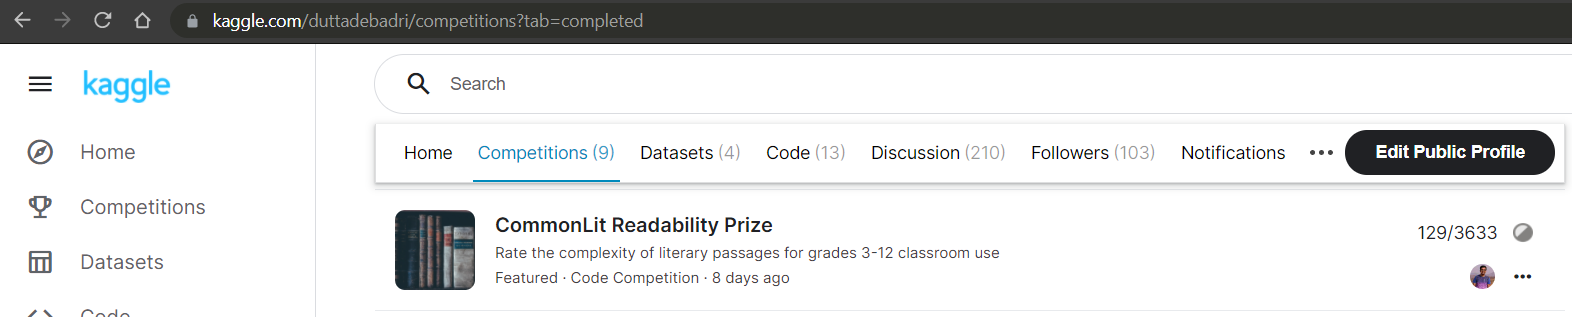 kaggle.com/duttadebadri/competitions?tab=completed
kaggle
Search
Home
Competitions
Datasets
Code
Home Competitions (9) Datasets (4) Code (13) Discussion (210) Followers (103) Notifications ••• Edit Public Profile
CommonLit Readability Prize
Rate the complexity of literary passages for grades 3-12 classroom use
Featured · Code Competition · 8 days ago
129/3633